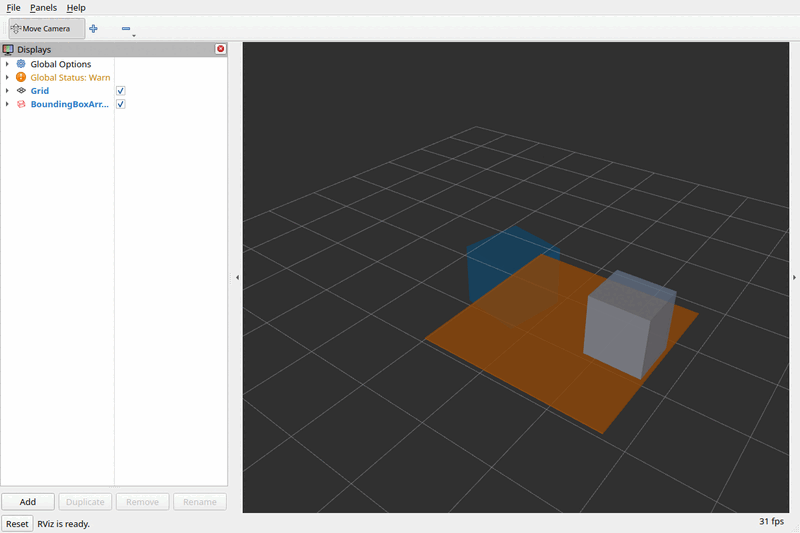 File Panels Help
Move Camera
Displays
Global Options
Global Status: Warn
Grid
BoundingBoxArr...
Add Duplicate Remove Rename
Reset RViz is ready. 31 fps